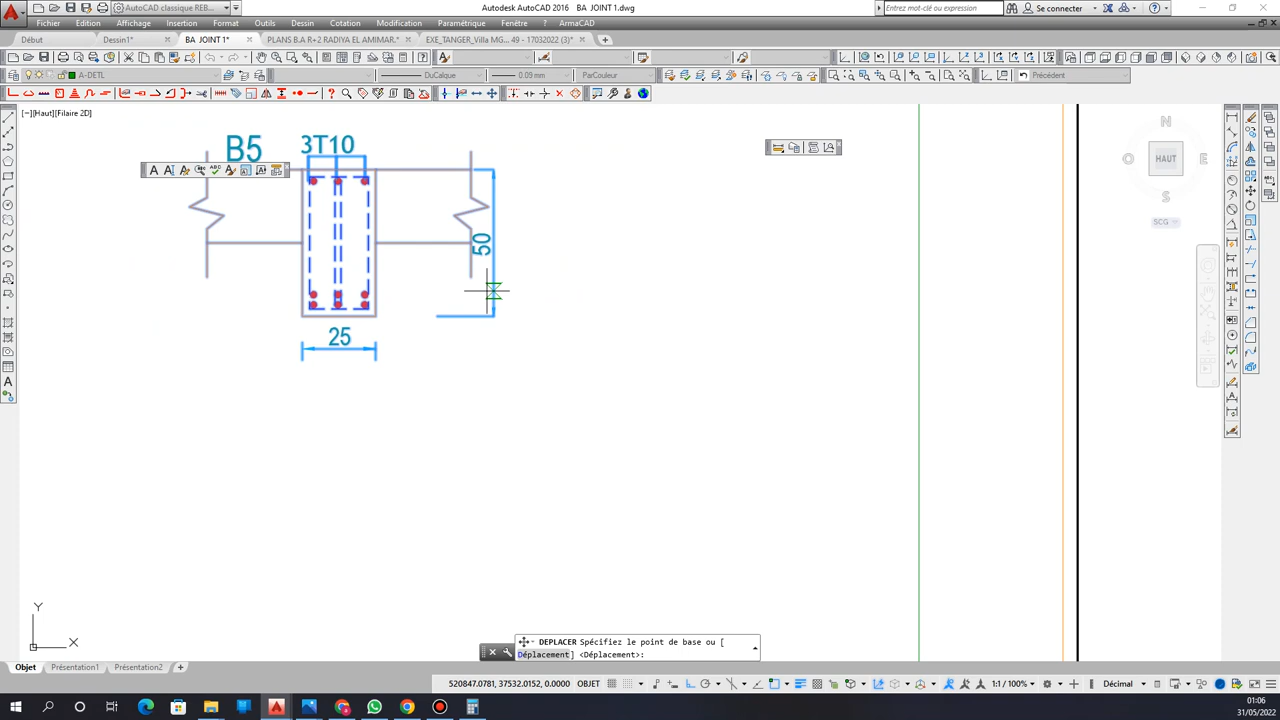 AutoCAD classique REB...
Autodesk AutoCAD 2016 BA JOINT 1.dwg
Entrez mot-clé ou expression
Se connecter
Fichier Edition Affichage Insertion Format Outils Dessin Cotation Modification Paramétrique Fenêtre ? ArmaCAD
Début Dessin1* BA JOINT 1* PLANS B.A R+2 RADIYA EL AMIMAR.* EXE_TANGER_Villa MG... 49 - 17032022 (3)*
A-DETL DuCalque 0.09 mm ParCouleur Précédent
[−][Haut][Filaire 2D]
N
O HAUT E
S
SCG
B5 3T10
50
25
Y
X
DEPLACER Spécifiez le point de base ou [
Déplacement] <Déplacement>:
Objet Présentation1 Présentation2
520847.0781, 37532.0152, 0.0000 OBJET 1:1 / 100% Décimal
01:06
31/05/2022